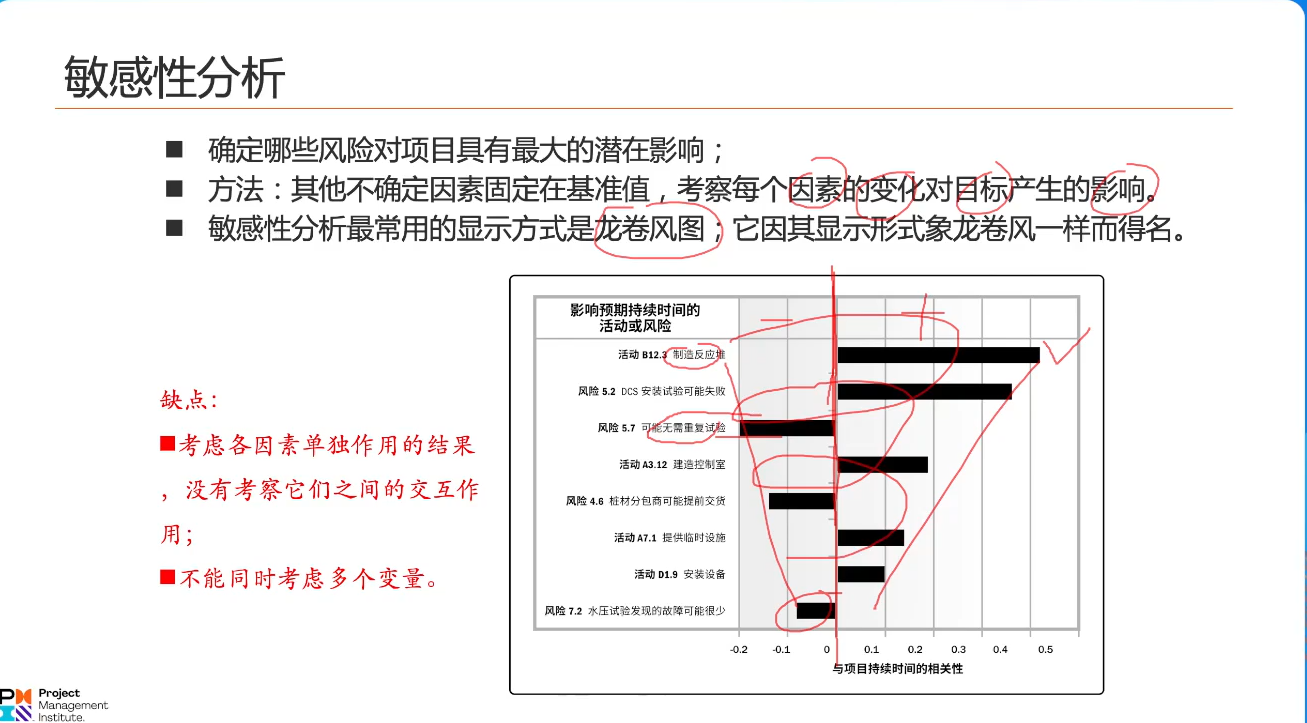 敏感性分析
■ 确定哪些风险对项目具有最大的潜在影响；
■ 方法：其他不确定因素固定在基准值，考察每个因素的变化对目标产生的影响。
■ 敏感性分析最常用的显示方式是龙卷风图；它因其显示形式象龙卷风一样而得名。
缺点：
■考虑各因素单独作用的结果
，没有考察它们之间的交互作
用；
■不能同时考虑多个变量。
影响预期持续时间的
活动或风险
活动 B12.3 制造反应堆
风险 5.2 DCS 安装试验可能失败
风险 5.7 可能无需重复试验
活动 A3.12 建造控制室
风险 4.6 桩材分包商可能提前交货
活动 A7.1 提供临时设施
活动 D1.9 安装设备
风险 7.2 水压试验发现的故障可能很少
-0.2 -0.1 0 0.1 0.2 0.3 0.4 0.5
与项目持续时间的相关性
Project
Management
Institute.